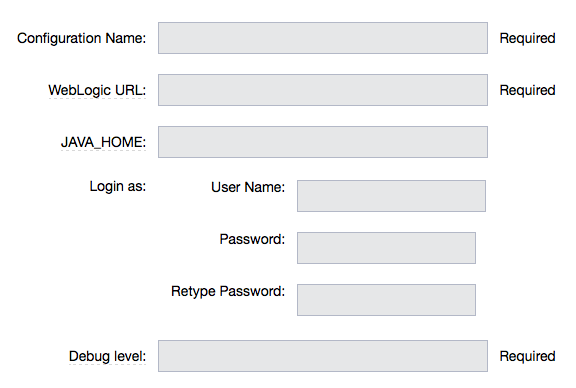 Configuration Name: Required
WebLogic URL: Required
JAVA_HOME:
Login as: User Name:
Password:
Retype Password:
Debug level: Required